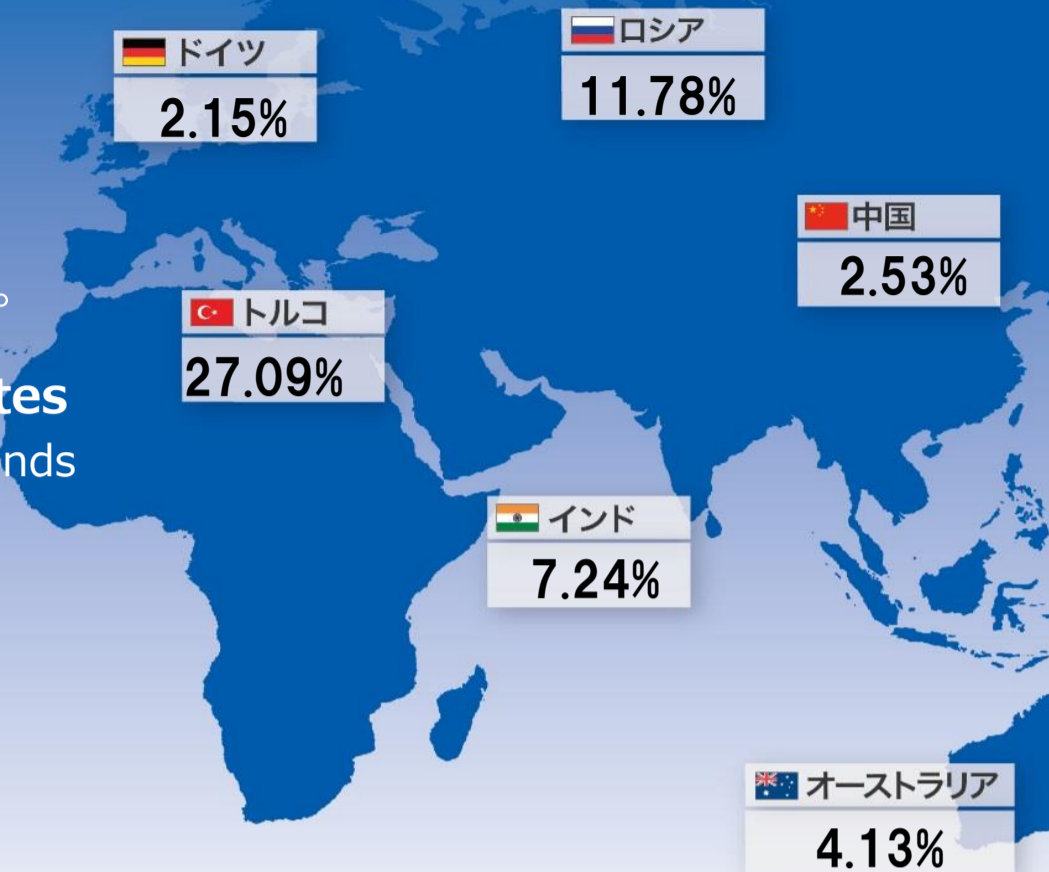 ドイツ
2.15%
ロシア
11.78%
中国
2.53%
トルコ
27.09%
tes
nds
インド
7.24%
オーストラリア
4.13%